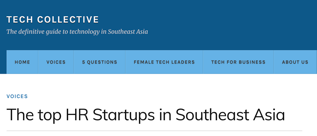 TECH COLLECTIVE
The definitive guide to technology in Southeast Asia
HOME VOICES 5 QUESTIONS FEMALE TECH LEADERS TECH FOR BUSINESS ABOUT US
VOICES
The top HR Startups in Southeast Asia